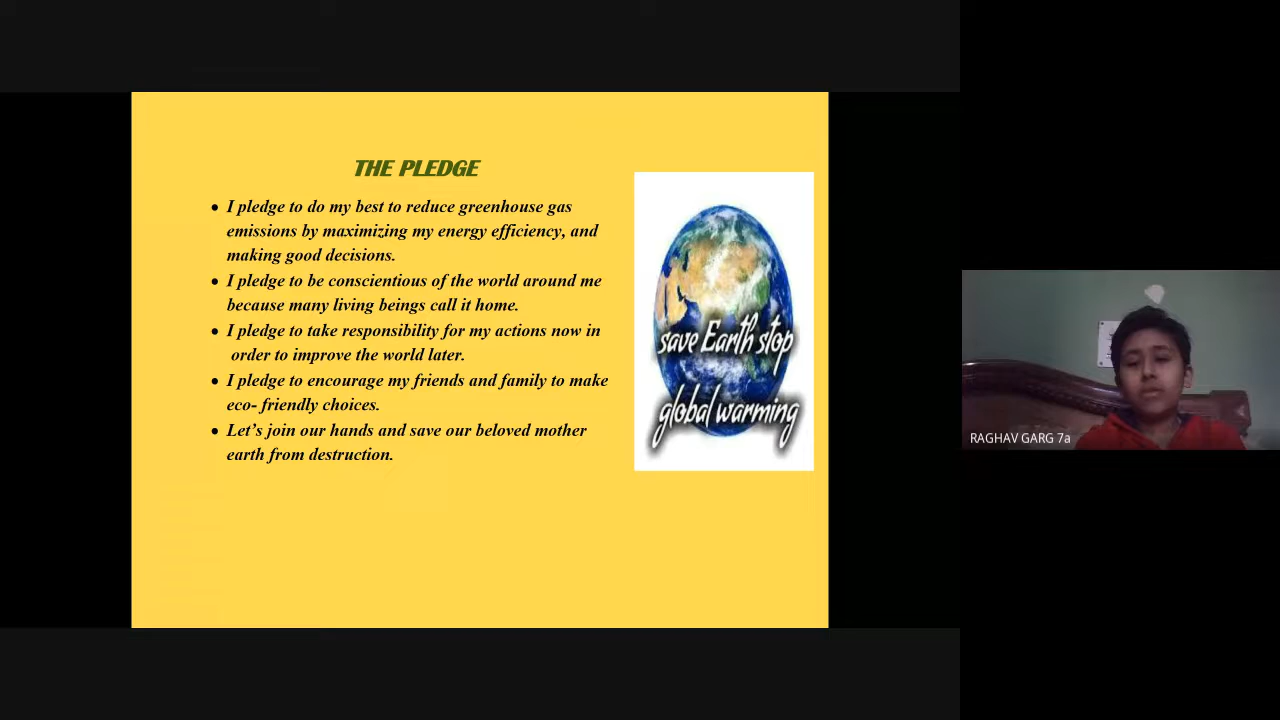 THE PLEDGE
• I pledge to do my best to reduce greenhouse gas
emissions by maximizing my energy efficiency, and
making good decisions.
• I pledge to be conscientious of the world around me
because many living beings call it home.
• I pledge to take responsibility for my actions now in
order to improve the world later.
• I pledge to encourage my friends and family to make
eco- friendly choices.
• Let’s join our hands and save our beloved mother
earth from destruction.
save Earth stop
global warming
RAGHAV GARG 7a